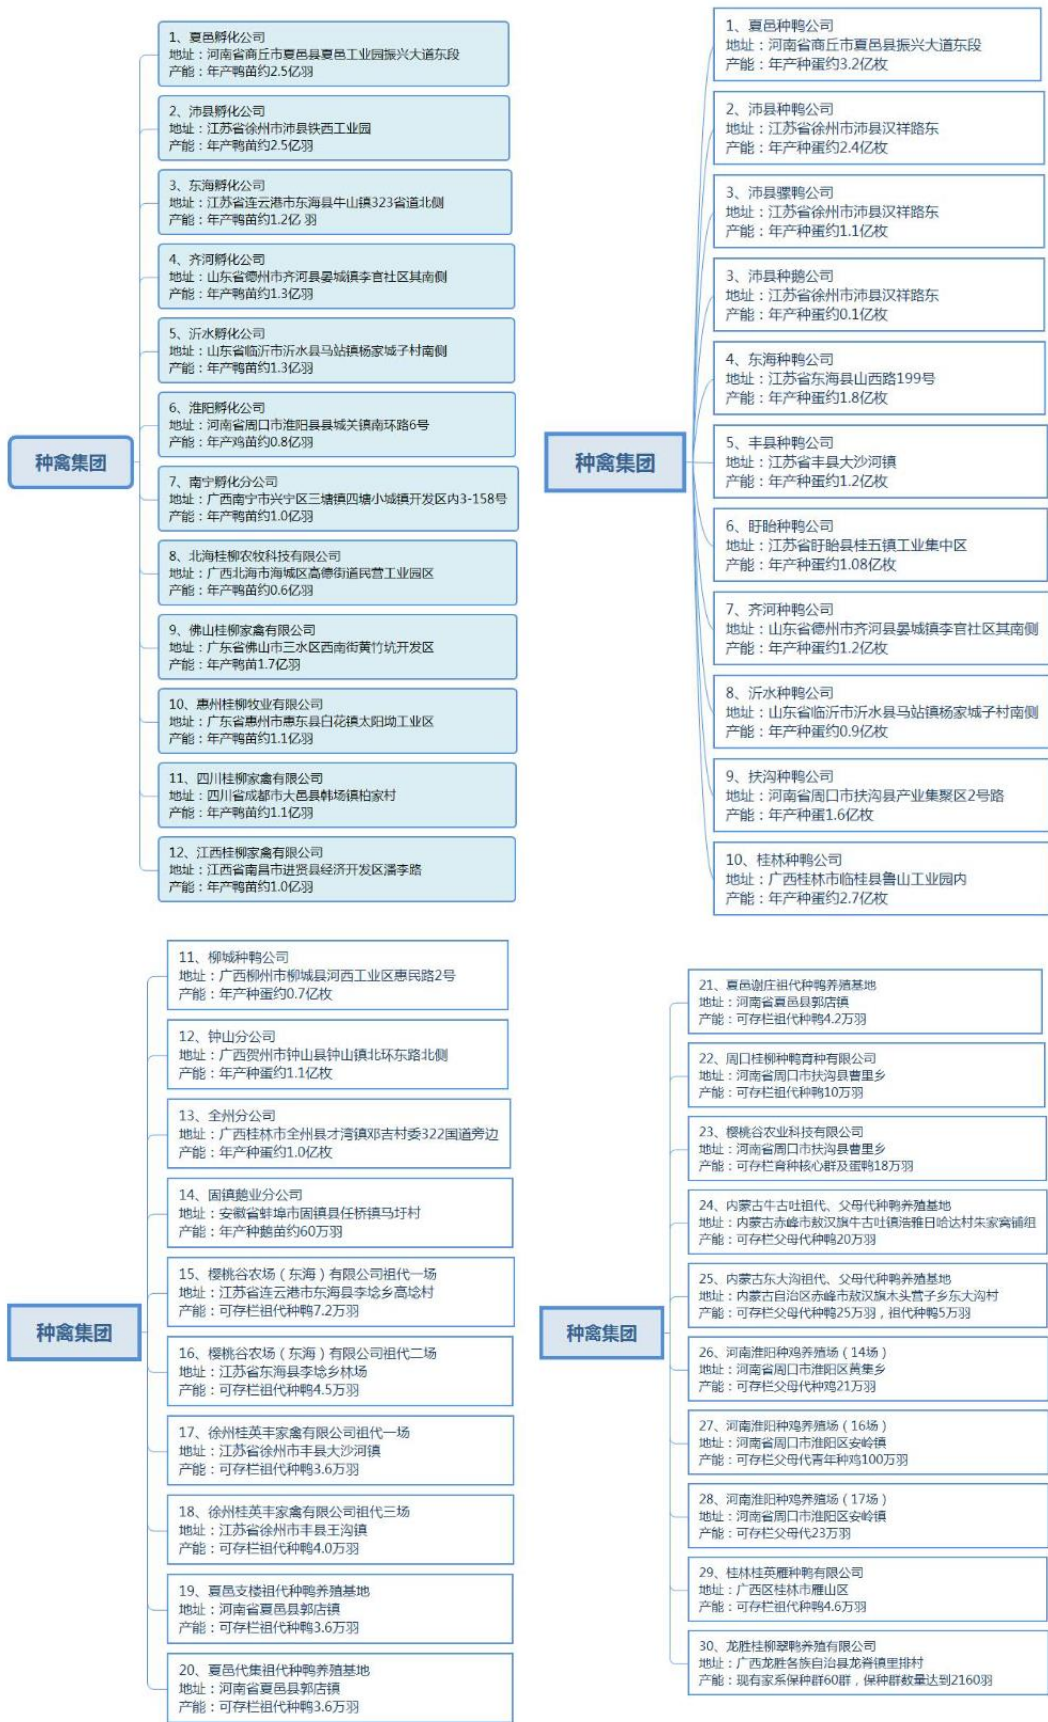 种禽集团
1、夏邑孵化公司
地址：河南省商丘市夏邑县夏邑工业园振兴大道东段
产能：年产鸭苗约2.5亿羽
2、沛县孵化公司
地址：江苏省徐州市沛县铁西工业园
产能：年产鸭苗约2.5亿羽
3、东海孵化公司
地址：江苏省连云港市东海县牛山镇323省道北侧
产能：年产鸭苗约1.2亿 羽
4、齐河孵化公司
地址：山东省德州市齐河县晏城镇李官社区其南侧
产能：年产鸭苗约1.3亿羽
5、沂水孵化公司
地址：山东省临沂市沂水县马站镇杨家城子村南侧
产能：年产鸭苗约1.3亿羽
6、淮阳孵化公司
地址：河南省周口市淮阳县县城关镇南环路6号
产能：年产鸡苗约0.8亿羽
7、南宁孵化分公司
地址：广西南宁市兴宁区三塘镇四塘小城镇开发区内3-158号
产能：年产鸭苗约1.0亿羽
8、北海桂柳农牧科技有限公司
地址：广西北海市海城区高德街道民营工业园区
产能：年产鸭苗约0.6亿羽
9、佛山桂柳家禽有限公司
地址：广东省佛山市三水区西南街黄竹坑开发区
产能：年产鸭苗1.7亿羽
10、惠州桂柳牧业有限公司
地址：广东省惠州市惠东县白花镇太阳坳工业区
产能：年产鸭苗约1.1亿羽
11、四川桂柳家禽有限公司
地址：四川省成都市大邑县韩场镇柏家村
产能：年产鸭苗约1.1亿羽
12、江西桂柳家禽有限公司
地址：江西省南昌市进贤县经济开发区潘李路
产能：年产鸭苗约1.0亿羽
种禽集团
1、夏邑种鸭公司
地址：河南省商丘市夏邑县振兴大道东段
产能：年产种蛋约3.2亿枚
2、沛县种鸭公司
地址：江苏省徐州市沛县汉祥路东
产能：年产种蛋约2.4亿枚
3、沛县骡鸭公司
地址：江苏省徐州市沛县汉祥路东
产能：年产种蛋约1.1亿枚
3、沛县种鹅公司
地址：江苏省徐州市沛县汉祥路东
产能：年产种蛋约0.1亿枚
4、东海种鸭公司
地址：江苏省东海县山西路199号
产能：年产种蛋约1.8亿枚
5、丰县种鸭公司
地址：江苏省丰县大沙河镇
产能：年产种蛋约1.2亿枚
6、盱眙种鸭公司
地址：江苏省盱眙县桂五镇工业集中区
产能：年产种蛋约1.08亿枚
7、齐河种鸭公司
地址：山东省德州市齐河县晏城镇李官社区其南侧
产能：年产种蛋约1.2亿枚
8、沂水种鸭公司
地址：山东省临沂市沂水县马站镇杨家城子村南侧
产能：年产种蛋约0.9亿枚
9、扶沟种鸭公司
地址：河南省周口市扶沟县产业集聚区2号路
产能：年产种蛋1.6亿枚
10、桂林种鸭公司
地址：广西桂林市临桂县鲁山工业园内
产能：年产种蛋约2.7亿枚
种禽集团
11、柳城种鸭公司
地址：广西柳州市柳城县河西工业区惠民路2号
产能：年产种蛋约0.7亿枚
12、钟山分公司
地址：广西贺州市钟山县钟山镇北环东路北侧
产能：年产种蛋约1.1亿枚
13、全州分公司
地址：广西桂林市全州县才湾镇邓吉村委322国道旁边
产能：年产种蛋约1.0亿枚
14、固镇鹅业分公司
地址：安徽省蚌埠市固镇县任桥镇马圩村
产能：年产种鹅苗约60万羽
15、樱桃谷农场（东海）有限公司祖代一场
地址：江苏省连云港市东海县李埝乡高埝村
产能：可存栏祖代种鸭7.2万羽
16、樱桃谷农场（东海）有限公司祖代二场
地址：江苏省东海县李埝乡林场
产能：可存栏祖代种鸭4.5万羽
17、徐州桂英丰家禽有限公司祖代一场
地址：江苏省徐州市丰县大沙河镇
产能：可存栏祖代种鸭3.6万羽
18、徐州桂英丰家禽有限公司祖代三场
地址：江苏省徐州市丰县王沟镇
产能：可存栏祖代种鸭4.0万羽
19、夏邑支楼祖代种鸭养殖基地
地址：河南省夏邑县郭店镇
产能：可存栏祖代种鸭3.6万羽
20、夏邑代集祖代种鸭养殖基地
地址：河南省夏邑县郭店镇
产能：可存栏祖代种鸭3.6万羽
种禽集团
21、夏邑谢庄祖代种鸭养殖基地
地址：河南省夏邑县郭店镇
产能：可存栏祖代种鸭4.2万羽
22、周口桂柳种鸭育种有限公司
地址：河南省周口市扶沟县曹里乡
产能：可存栏祖代种鸭10万羽
23、樱桃谷农业科技有限公司
地址：河南省周口市扶沟县曹里乡
产能：可存栏育种核心群及蛋鸭18万羽
24、内蒙古牛古吐祖代、父母代种鸭养殖基地
地址：内蒙古赤峰市敖汉旗牛古吐镇浩雅日哈达村朱家窝铺组
产能：可存栏父母代种鸭20万羽
25、内蒙古东大沟祖代、父母代种鸭养殖基地
地址：内蒙古自治区赤峰市敖汉旗木头营子乡东大沟村
产能：可存栏父母代种鸭25万羽，祖代种鸭5万羽
26、河南淮阳种鸡养殖场（14场）
地址：河南省周口市淮阳区黄集乡
产能：可存栏父母代种鸡21万羽
27、河南淮阳种鸡养殖场（16场）
地址：河南省周口市淮阳区安岭镇
产能：可存栏父母代青年种鸡100万羽
28、河南淮阳种鸡养殖场（17场）
地址：河南省周口市淮阳区安岭镇
产能：可存栏父母代23万羽
29、桂林桂英雁种鸭有限公司
地址：广西区桂林市雁山区
产能：可存栏祖代种鸭4.6万羽
30、龙胜桂柳翠鸭养殖有限公司
地址：广西龙胜各族自治县龙脊镇里排村
产能：现有家系保种群60群，保种群数量达到2160羽